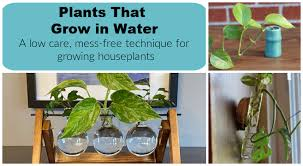 Plants That
Grow in Water
A low care, mess-free technique for
growing houseplants